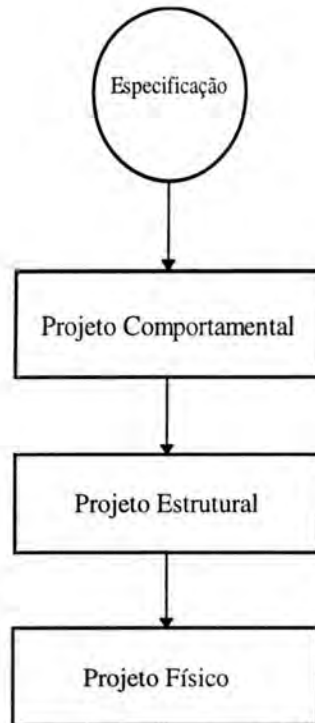 Especificação
Projeto Comportamental
Projeto Estrutural
Projeto Físico